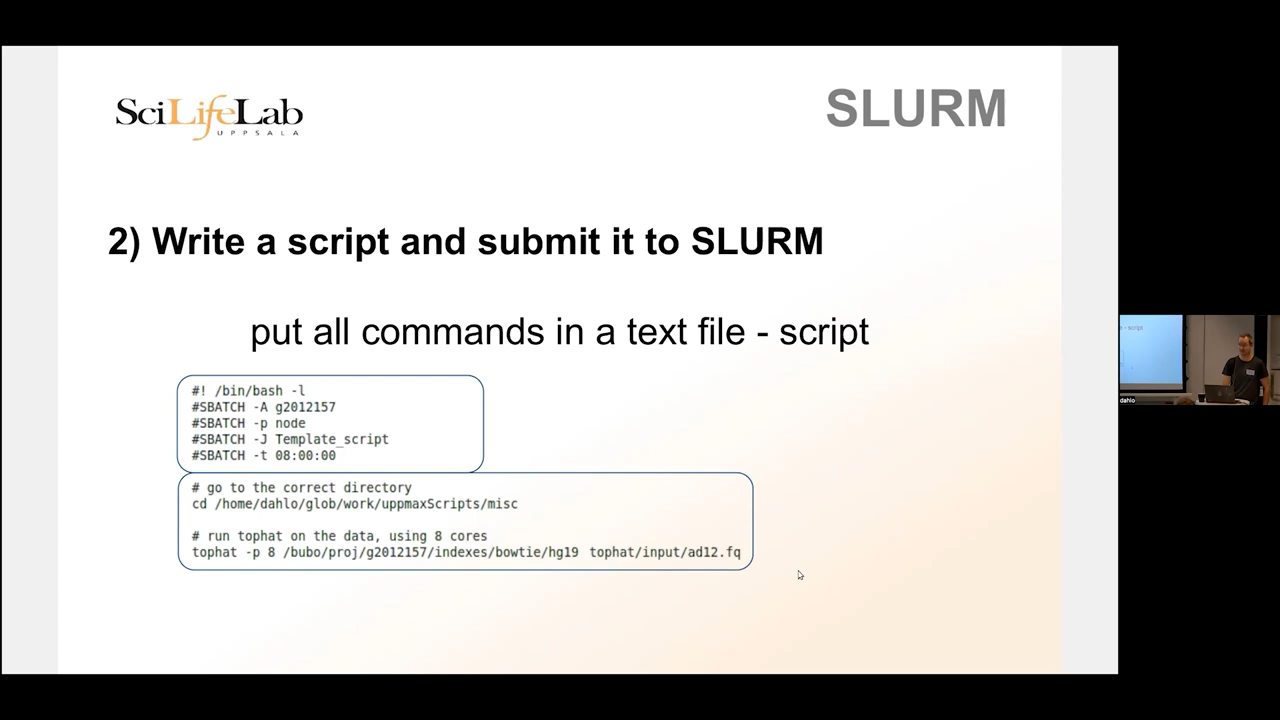 SciLifeLab
UPPSALA
SLURM
2) Write a script and submit it to SLURM
put all commands in a text file - script
#! /bin/bash -l
#SBATCH -A g2012157
#SBATCH -p node
#SBATCH -J Template_script
#SBATCH -t 08:00:00
# go to the correct directory
cd /home/dahlo/glob/work/uppmaxScripts/misc
# run tophat on the data, using 8 cores
tophat -p 8 /bubo/proj/g2012157/indexes/bowtie/hg19 tophat/input/ad12.fq
- script
dahlo